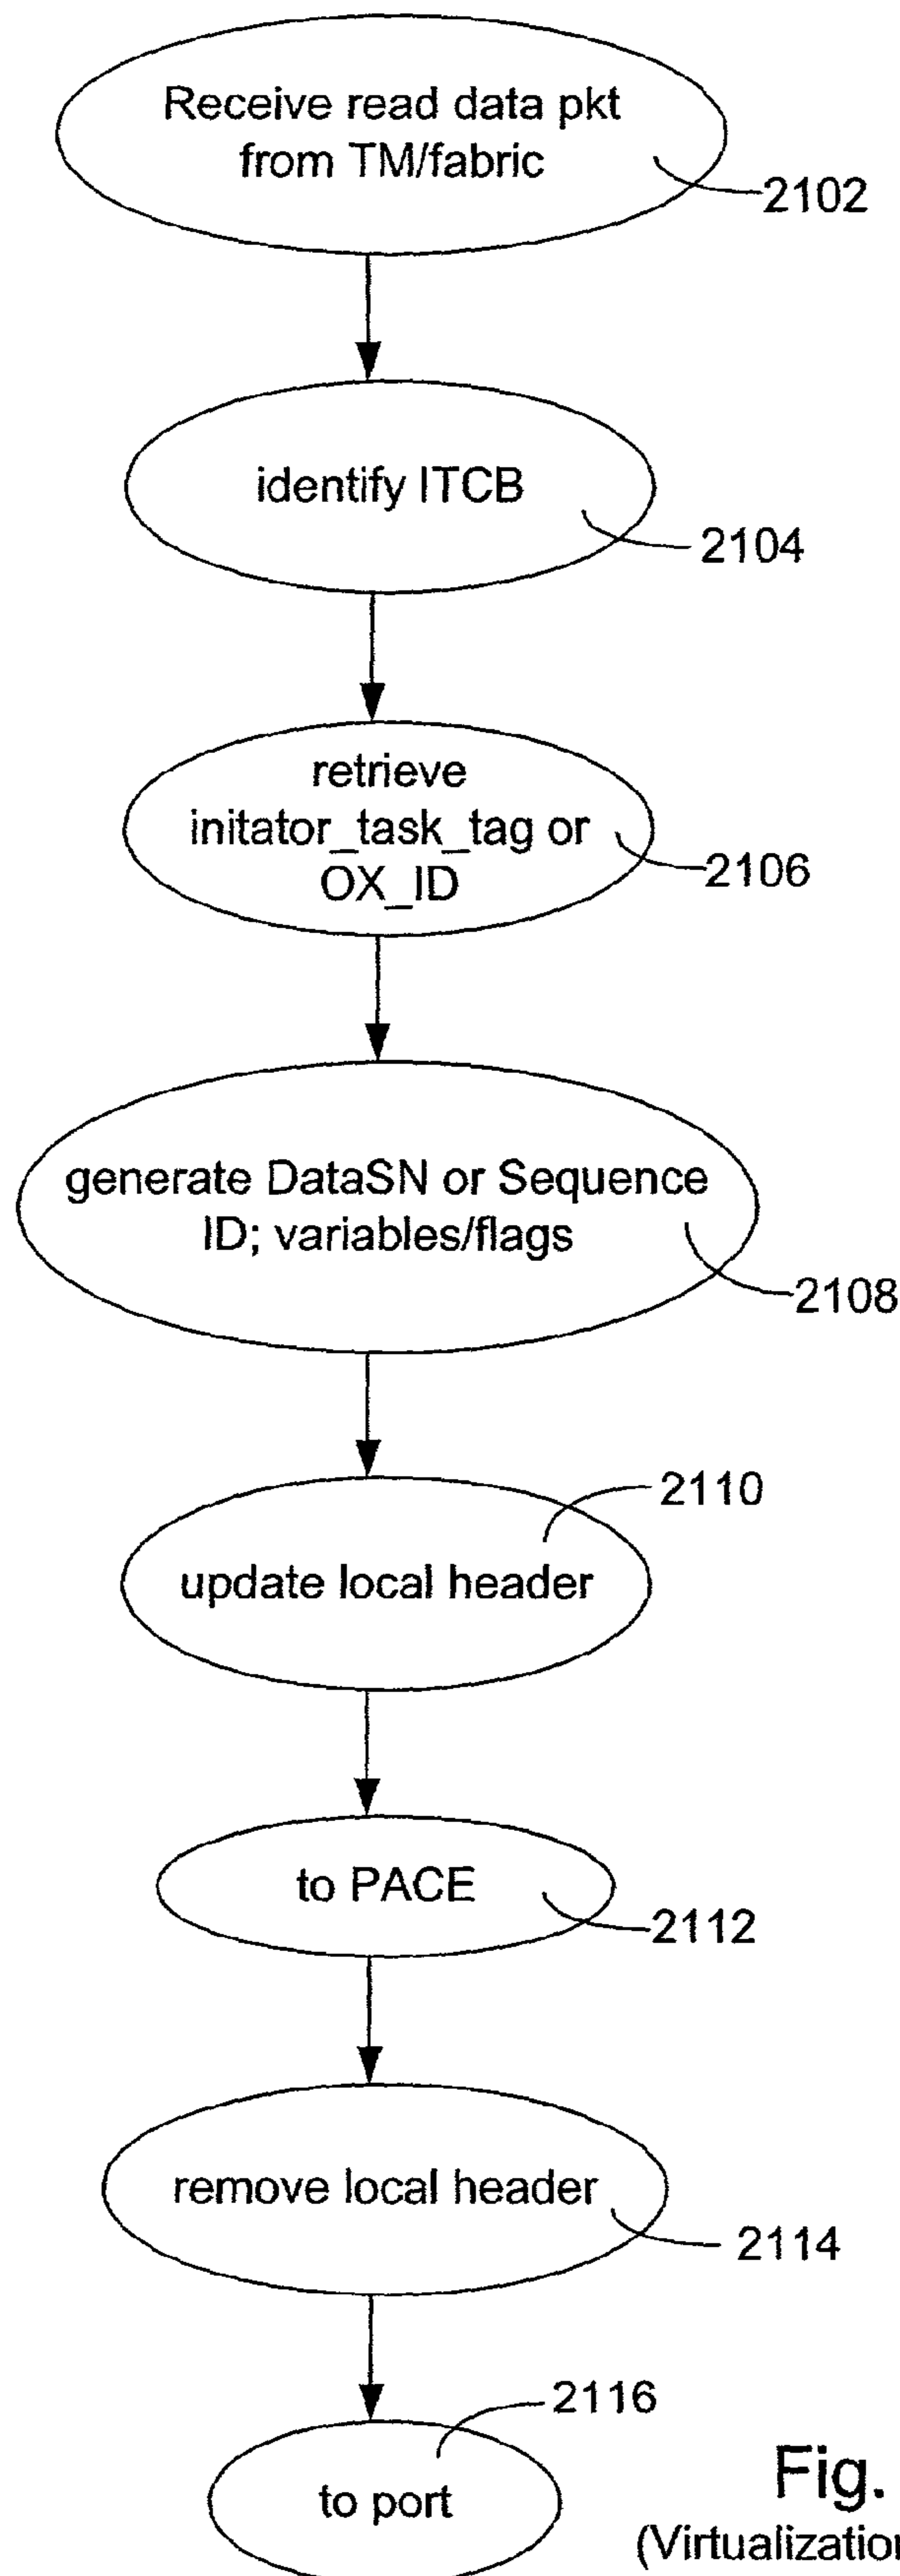 Receive read data pkt
from TM/fabric
2102
identify ITCB
2104
retrieve
initator_task_tag or
OX_ID
2106
generate DataSN or Sequence
ID; variables/flags
2108
2110
update local header
to PACE
2112
remove local header
2114
2116
to port
Fig.
(Virtualization